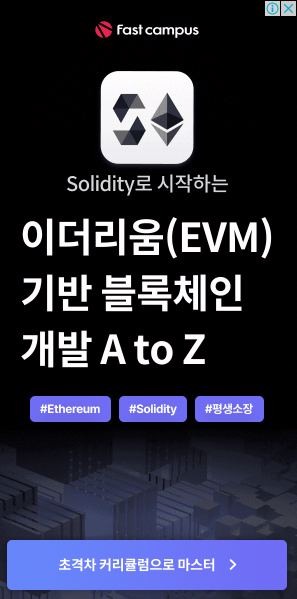 fast campus
Solidity로 시작하는
이더리움(EVM)
기반 블록체인
개발 A to Z
#Ethereum #Solidity #평생소장
초격차 커리큘럼으로 마스터